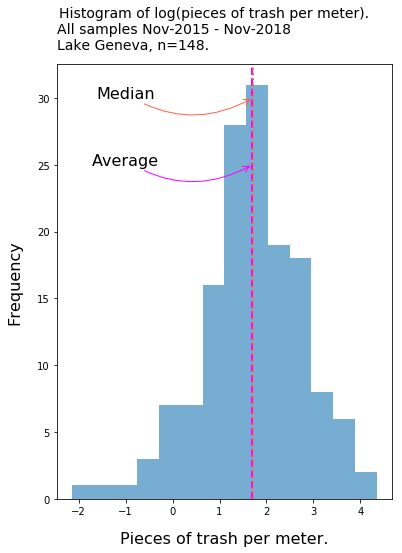 Histogram of log(pieces of trash per meter).
All samples Nov-2015 - Nov-2018
Lake Geneva, n=148.
30
25
20
15
10
5
0
Frequency
Median
Average
−2 −1 0 1 2 3 4
Pieces of trash per meter.